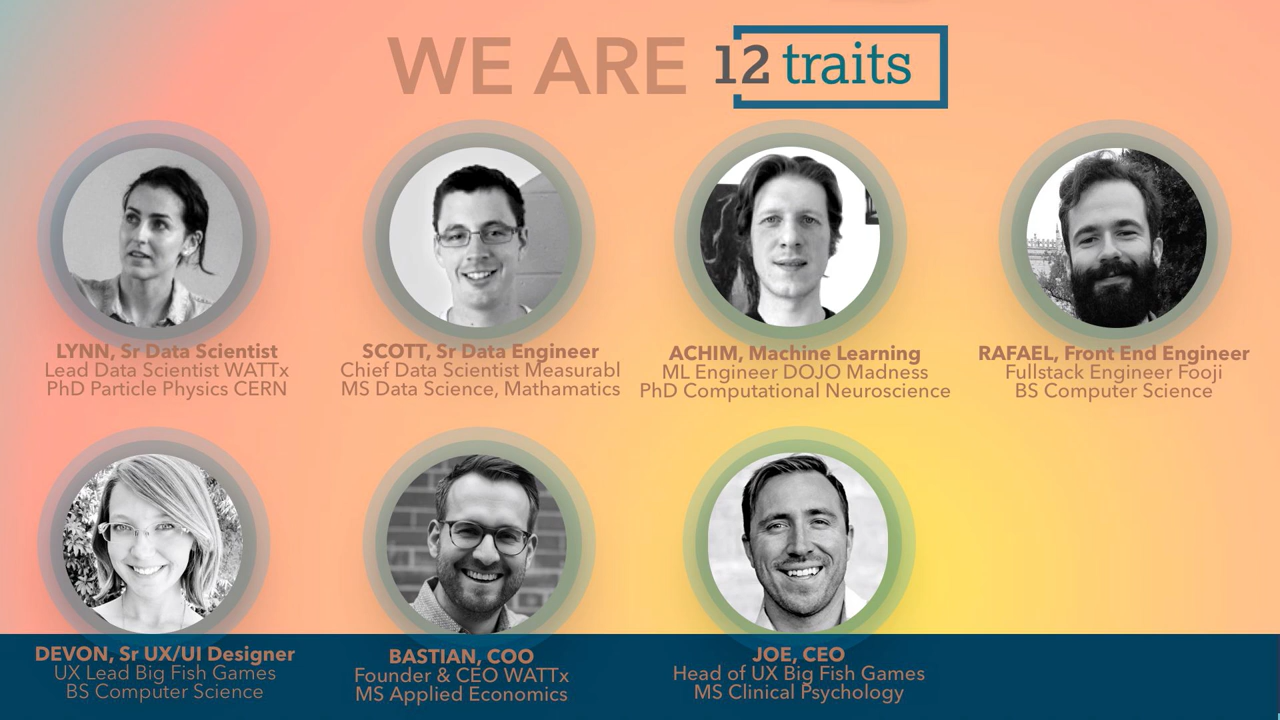 WE ARE 12 traits
LYNN, Sr Data Scientist
Lead Data Scientist WATTx
PhD Particle Physics CERN
SCOTT, Sr Data Engineer
Chief Data Scientist Measurabl
MS Data Science, Mathamatics
ACHIM, Machine Learning
ML Engineer DOJO Madness
PhD Computational Neuroscience
RAFAEL, Front End Engineer
Fullstack Engineer Fooji
BS Computer Science
DEVON, Sr UX/UI Designer
UX Lead Big Fish Games
BS Computer Science
BASTIAN, COO
Founder & CEO WATTx
MS Applied Economics
JOE, CEO
Head of UX Big Fish Games
MS Clinical Psychology